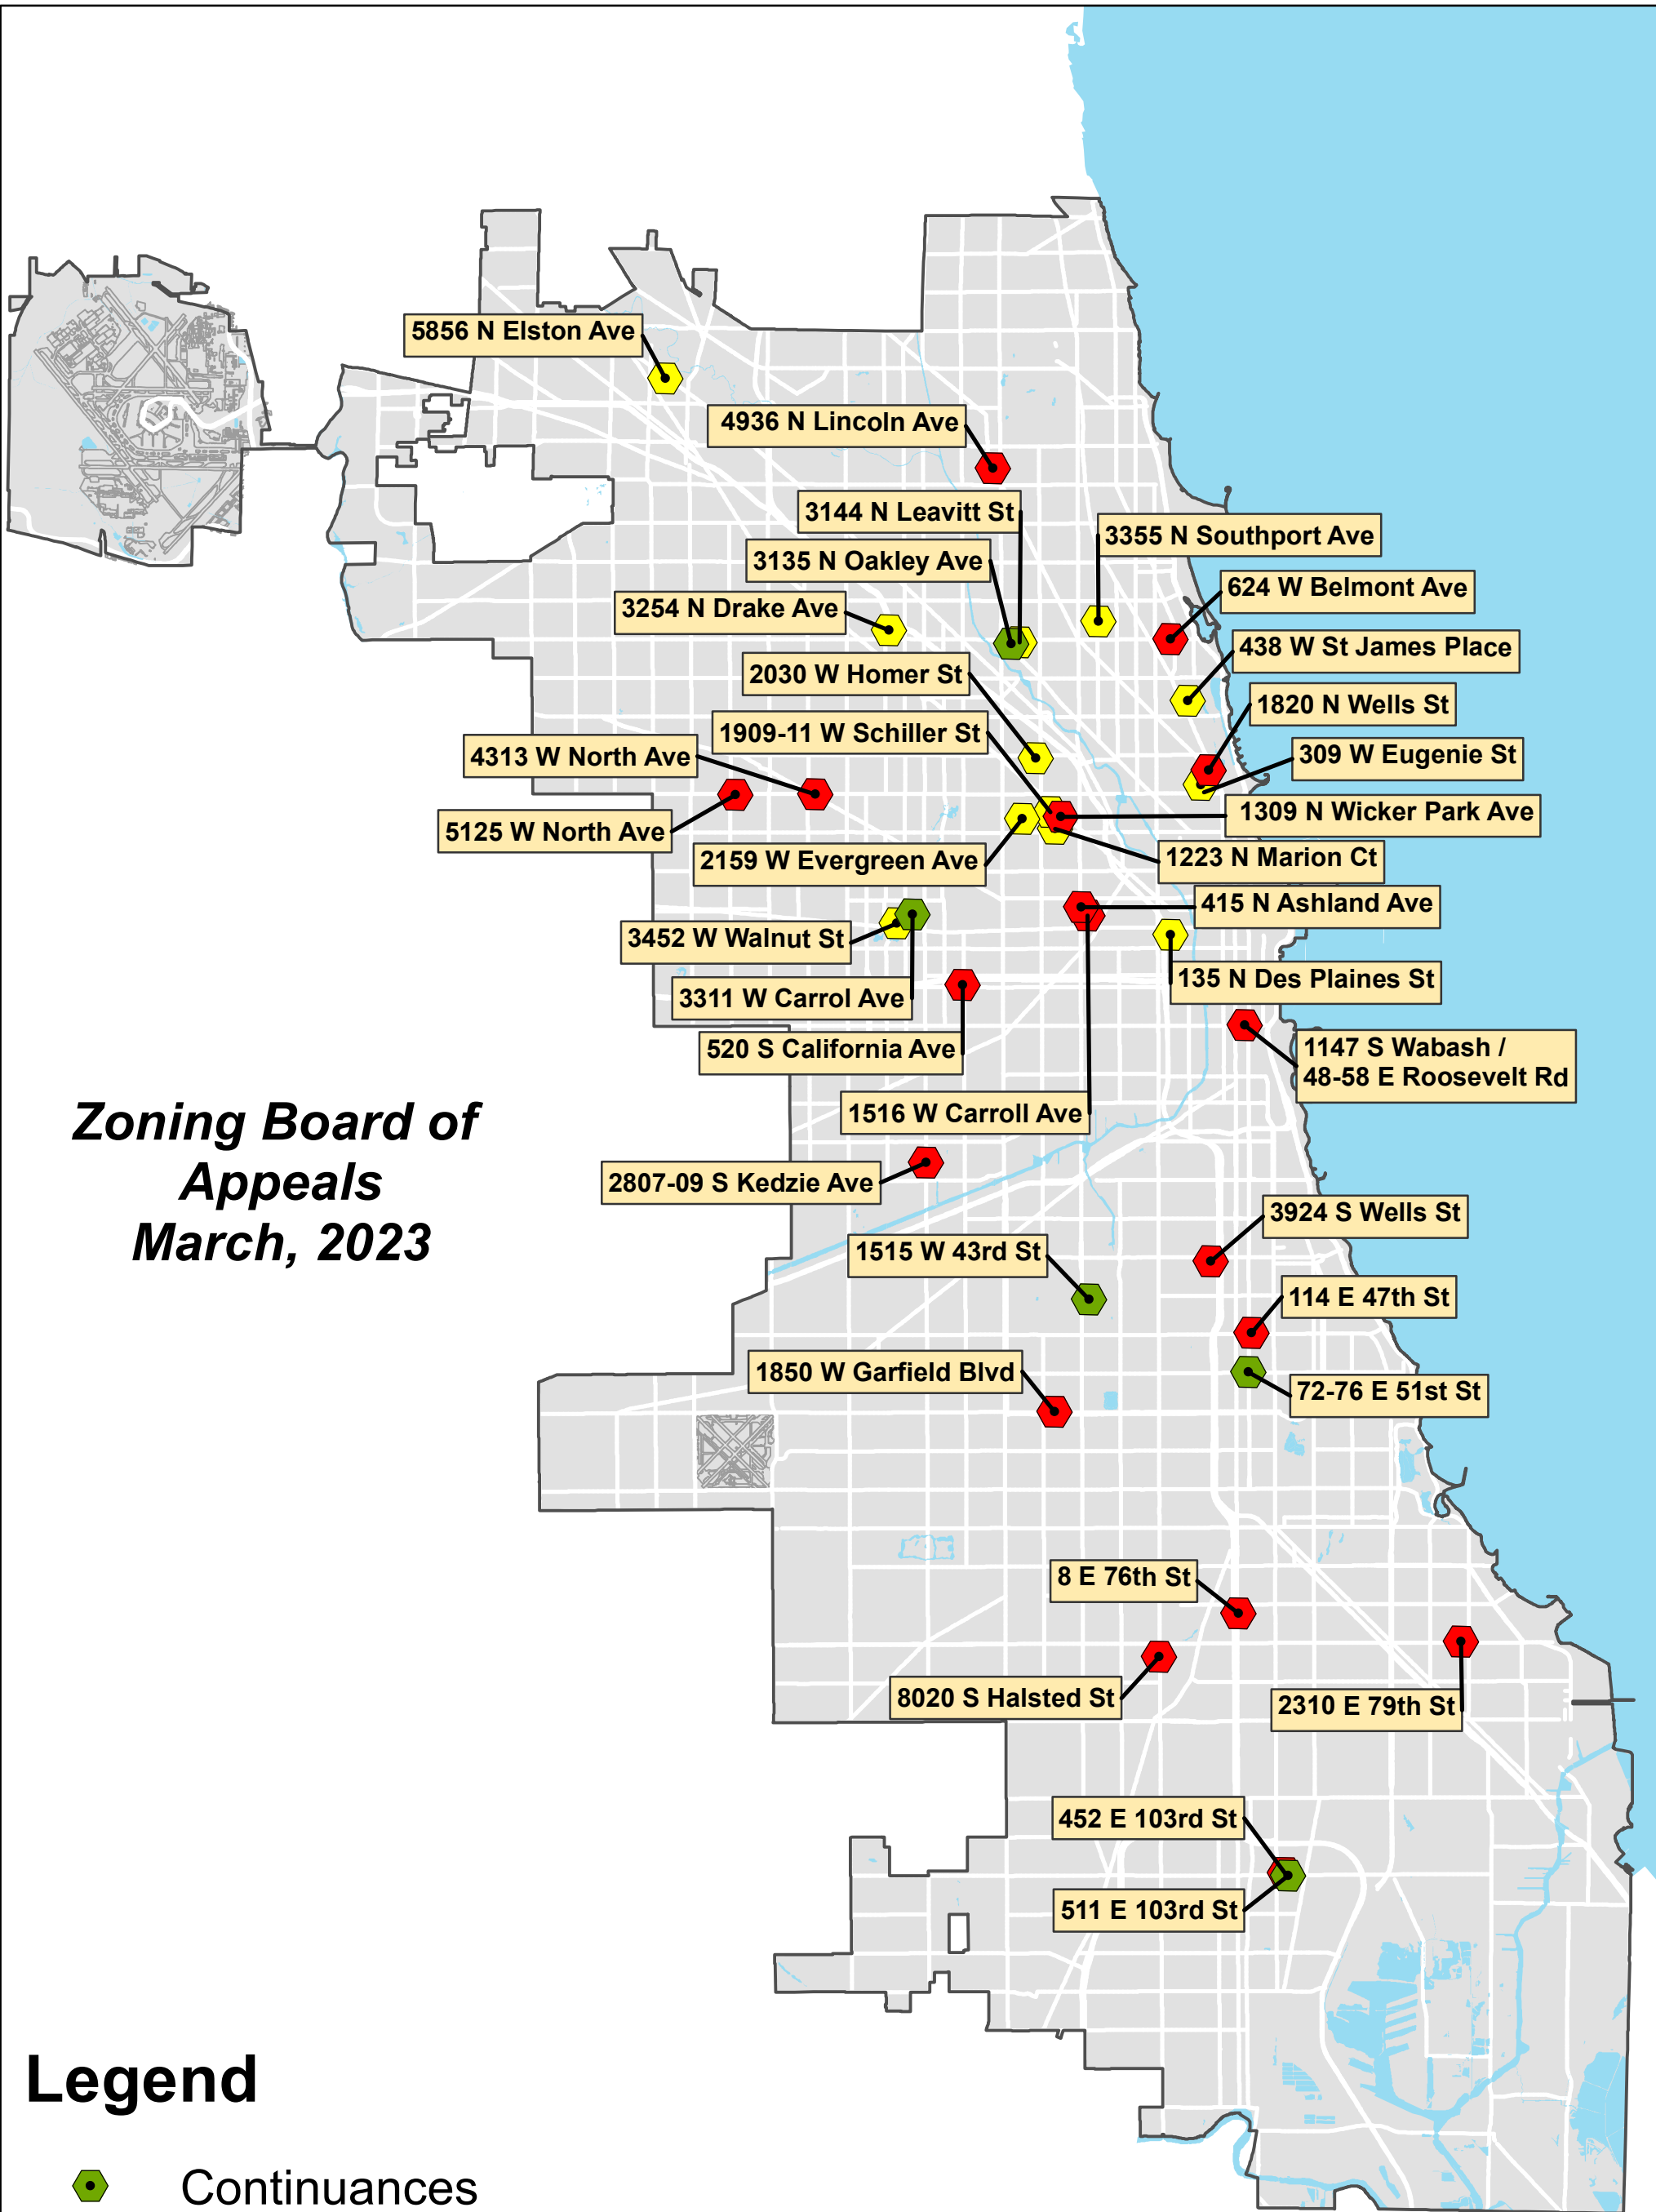 5856 N Elston Ave
4936 N Lincoln Ave
3144 N Leavitt St
3355 N Southport Ave
3135 N Oakley Ave
624 W Belmont Ave
3254 N Drake Ave
438 W St James Place
2030 W Homer St
1820 N Wells St
1909-11 W Schiller St
4313 W North Ave
309 W Eugenie St
1309 N Wicker Park Ave
5125 W North Ave
2159 W Evergreen Ave
1223 N Marion Ct
415 N Ashland Ave
3452 W Walnut St
135 N Des Plaines St
3311 W Carrol Ave
520 S California Ave
1147 S Wabash /
48-58 E Roosevelt Rd
1516 W Carroll Ave
Zoning Board of
Appeals
March, 2023
2807-09 S Kedzie Ave
3924 S Wells St
1515 W 43rd St
114 E 47th St
1850 W Garfield Blvd
72-76 E 51st St
8 E 76th St
8020 S Halsted St
2310 E 79th St
452 E 103rd St
511 E 103rd St
Legend
Continuances